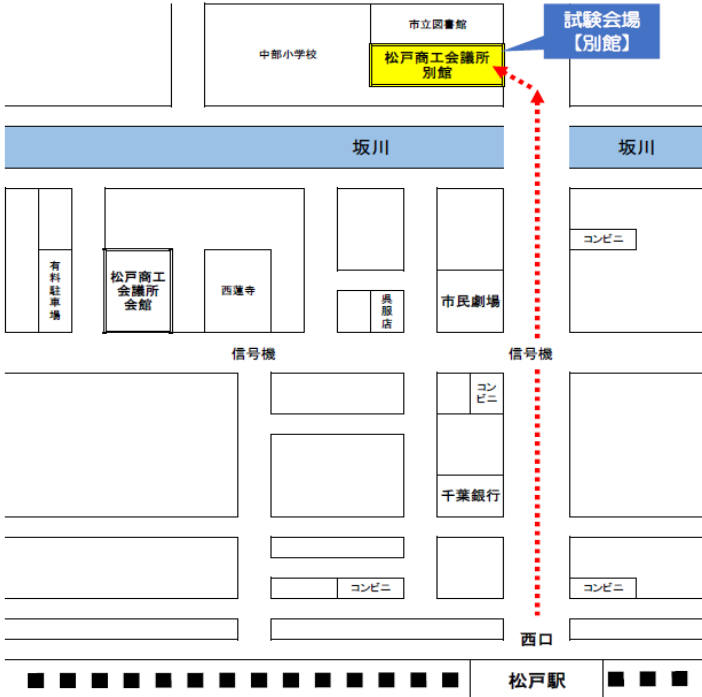 市立図書館
試験会場
【別館】
中部小学校
松戸商工会議所
別館
坂川
坂川
コンビニ
有料駐車場
松戸商工
会議所
会館
西蓮寺
呉服店
市民劇場
信号機
信号機
コン
ビニ
千葉銀行
コンビニ
コンビニ
西口
松戸駅